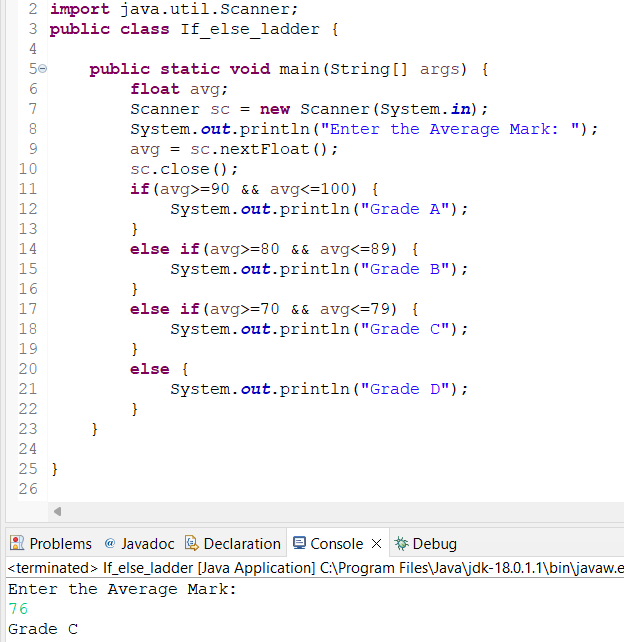 2 import java.util.Scanner;
3 public class If_else_ladder {
4
5 public static void main(String[] args) {
6 float avg;
7 Scanner sc = new Scanner(System.in);
8 System.out.println("Enter the Average Mark: ");
9 avg = sc.nextFloat();
10 sc.close();
11 if(avg>=90 && avg<=100) {
12 System.out.println("Grade A");
13 }
14 else if(avg>=80 && avg<=89) {
15 System.out.println("Grade B");
16 }
17 else if(avg>=70 && avg<=79) {
18 System.out.println("Grade C");
19 }
20 else {
21 System.out.println("Grade D");
22 }
23 }
24
25 }
26
Problems @ Javadoc Declaration Console Debug
<terminated> If_else_ladder [Java Application] C:\Program Files\Java\jdk-18.0.1.1\bin\javaw.e
Enter the Average Mark:
76
Grade C